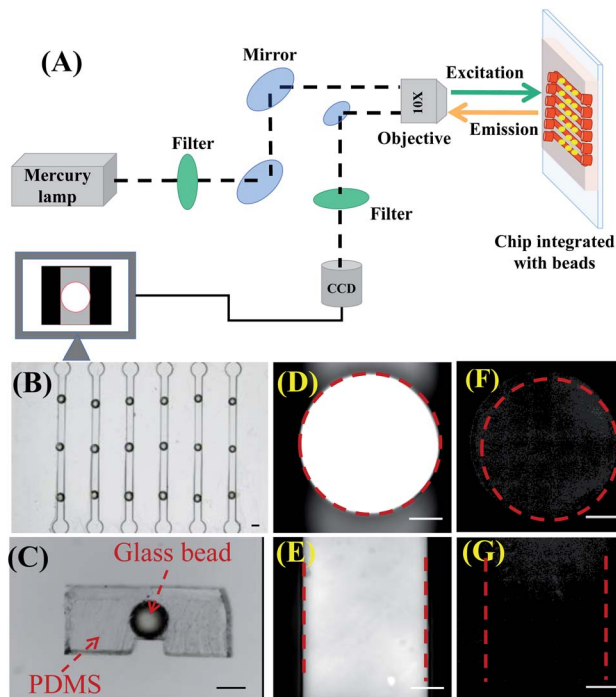 (A)
Mirror
Excitation
10X
Filter
Objective
Emission
Mercury
lamp
Filter
Chip integrated
with beads
CCD
(B)
(D)
(F)
(C)
Glass bead
PDMS
(E)
(G)